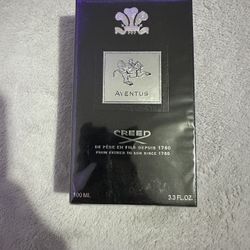 AVENTUS
CREED
DE PÈRE EN FILS DEPUIS 1760
FROM FATHER TO SON SINCE 1760
100 ML
3.3 FL.OZ.